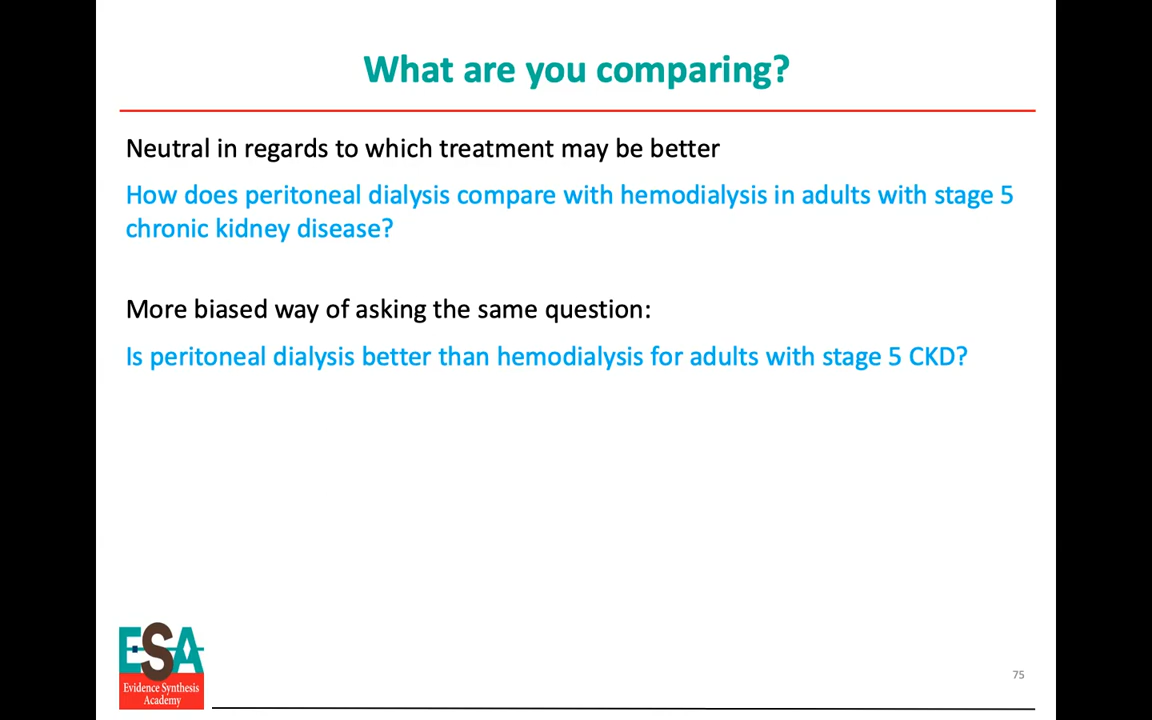 What are you comparing?
Neutral in regards to which treatment may be better
How does peritoneal dialysis compare with hemodialysis in adults with stage 5
chronic kidney disease?
More biased way of asking the same question:
Is peritoneal dialysis better than hemodialysis for adults with stage 5 CKD?
ESA
Evidence Synthesis
Academy
75